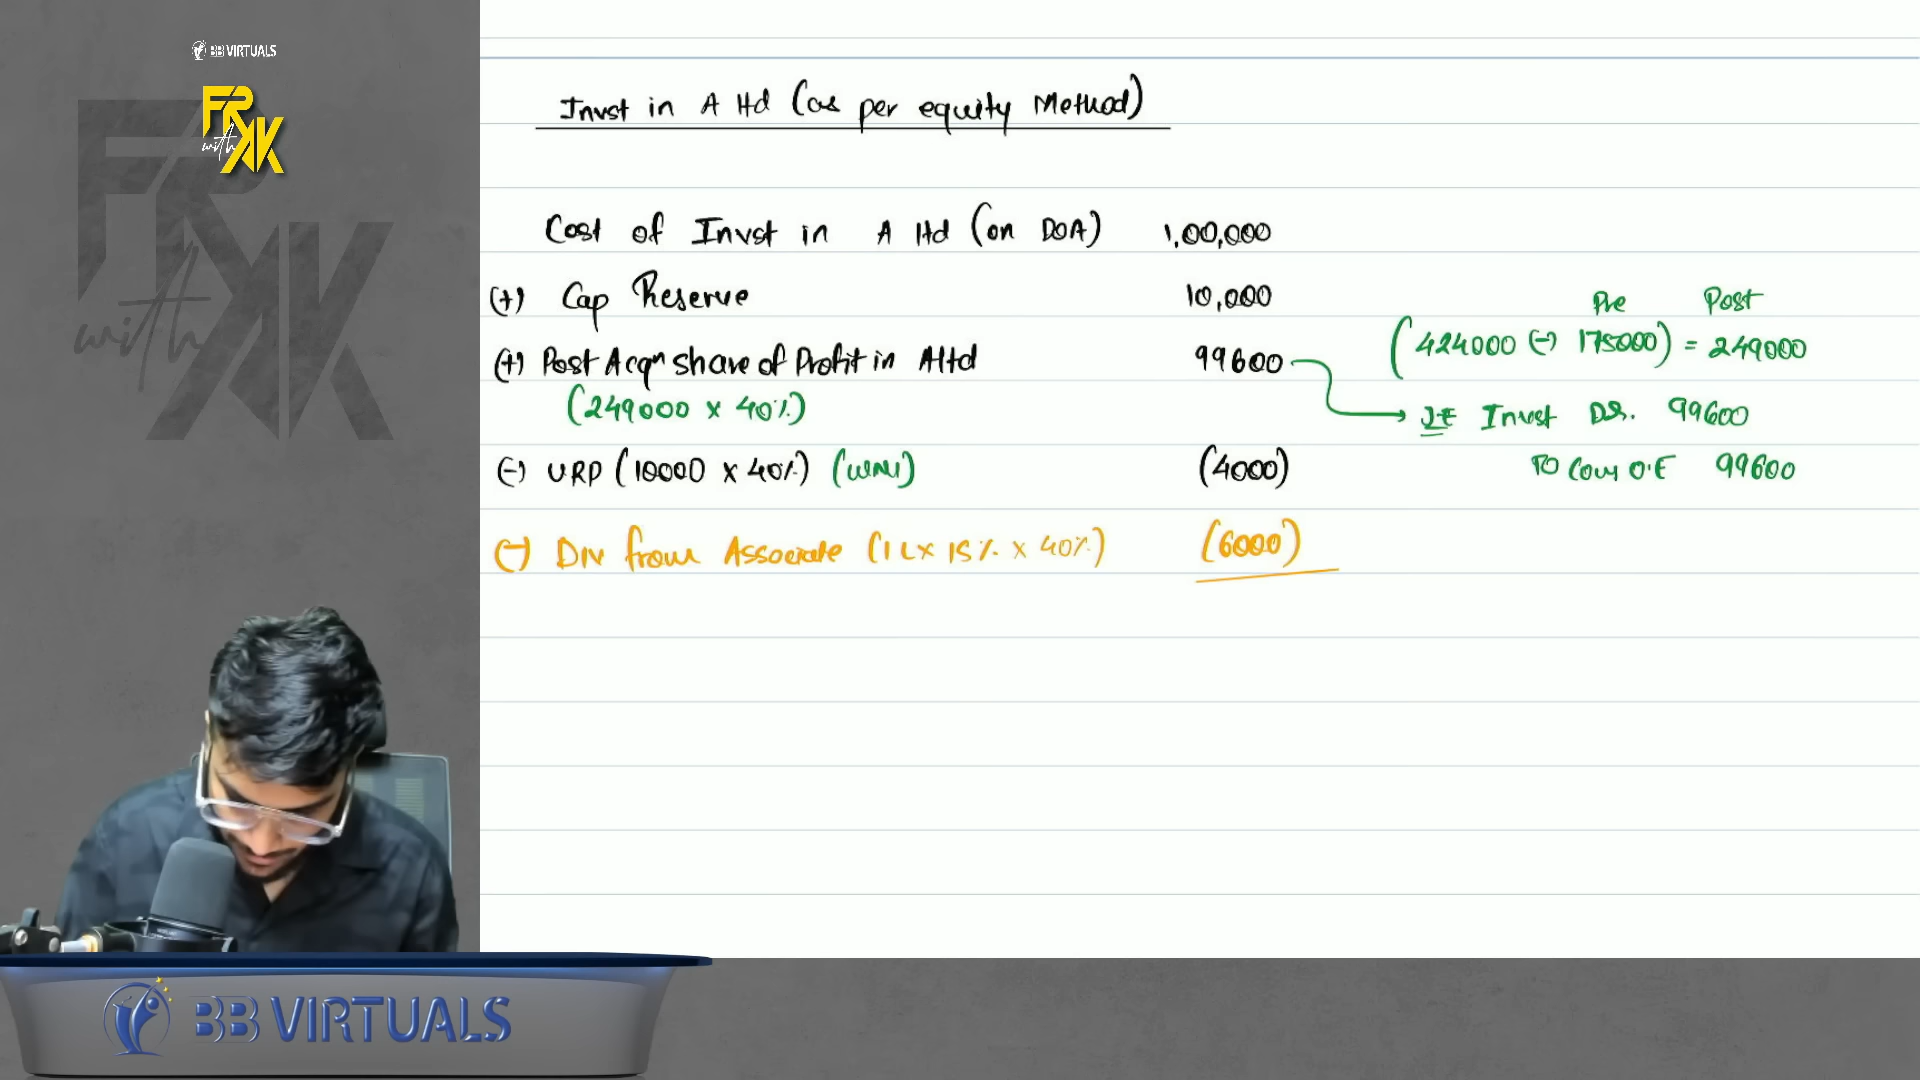 BB VIRTUALS
FR
with
KK
Invst in A ltd (as per equity Method)
Cost of Invst in A ltd (on DOA) 1,00,000
(+) Cap Reserve 10,000
Pre Post
(+) Post Acqn share of Profit in A ltd 99600 (424000 (-) 175000) = 249000
(249000 x 40%) JE Invst DR. 99600
(-) URP (10000 x 40%) (WN1) (4000) TO Cons O.E 99600
(-) Div from Associate (1L x 15% x 40%) (6000)
BB VIRTUALS